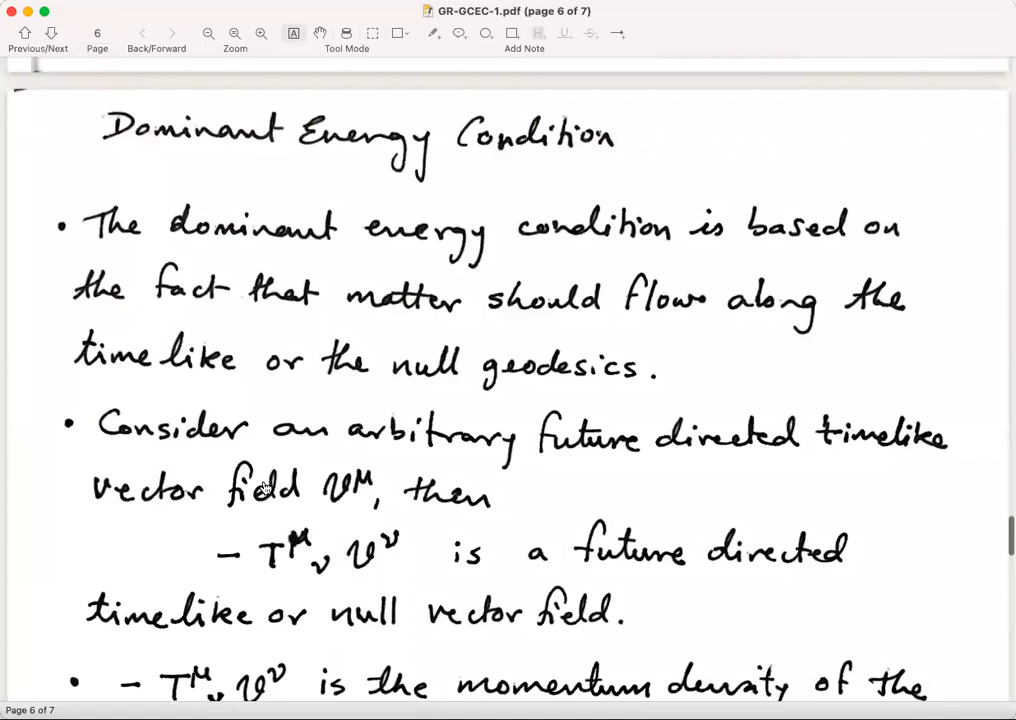 GR-GCEC-1.pdf (page 6 of 7)
6
Previous/Next Page Back/Forward Zoom Tool Mode Add Note
Dominant Energy Condition
• The dominant energy condition is based on
the fact that matter should flow along the
timelike or the null geodesics.
• Consider an arbitrary future directed timelike
vector field v^μ, then
- T^μ_ν v^ν is a future directed
timelike or null vector field.
• - T^μ_ν v^ν is the momentum density of the
Page 6 of 7